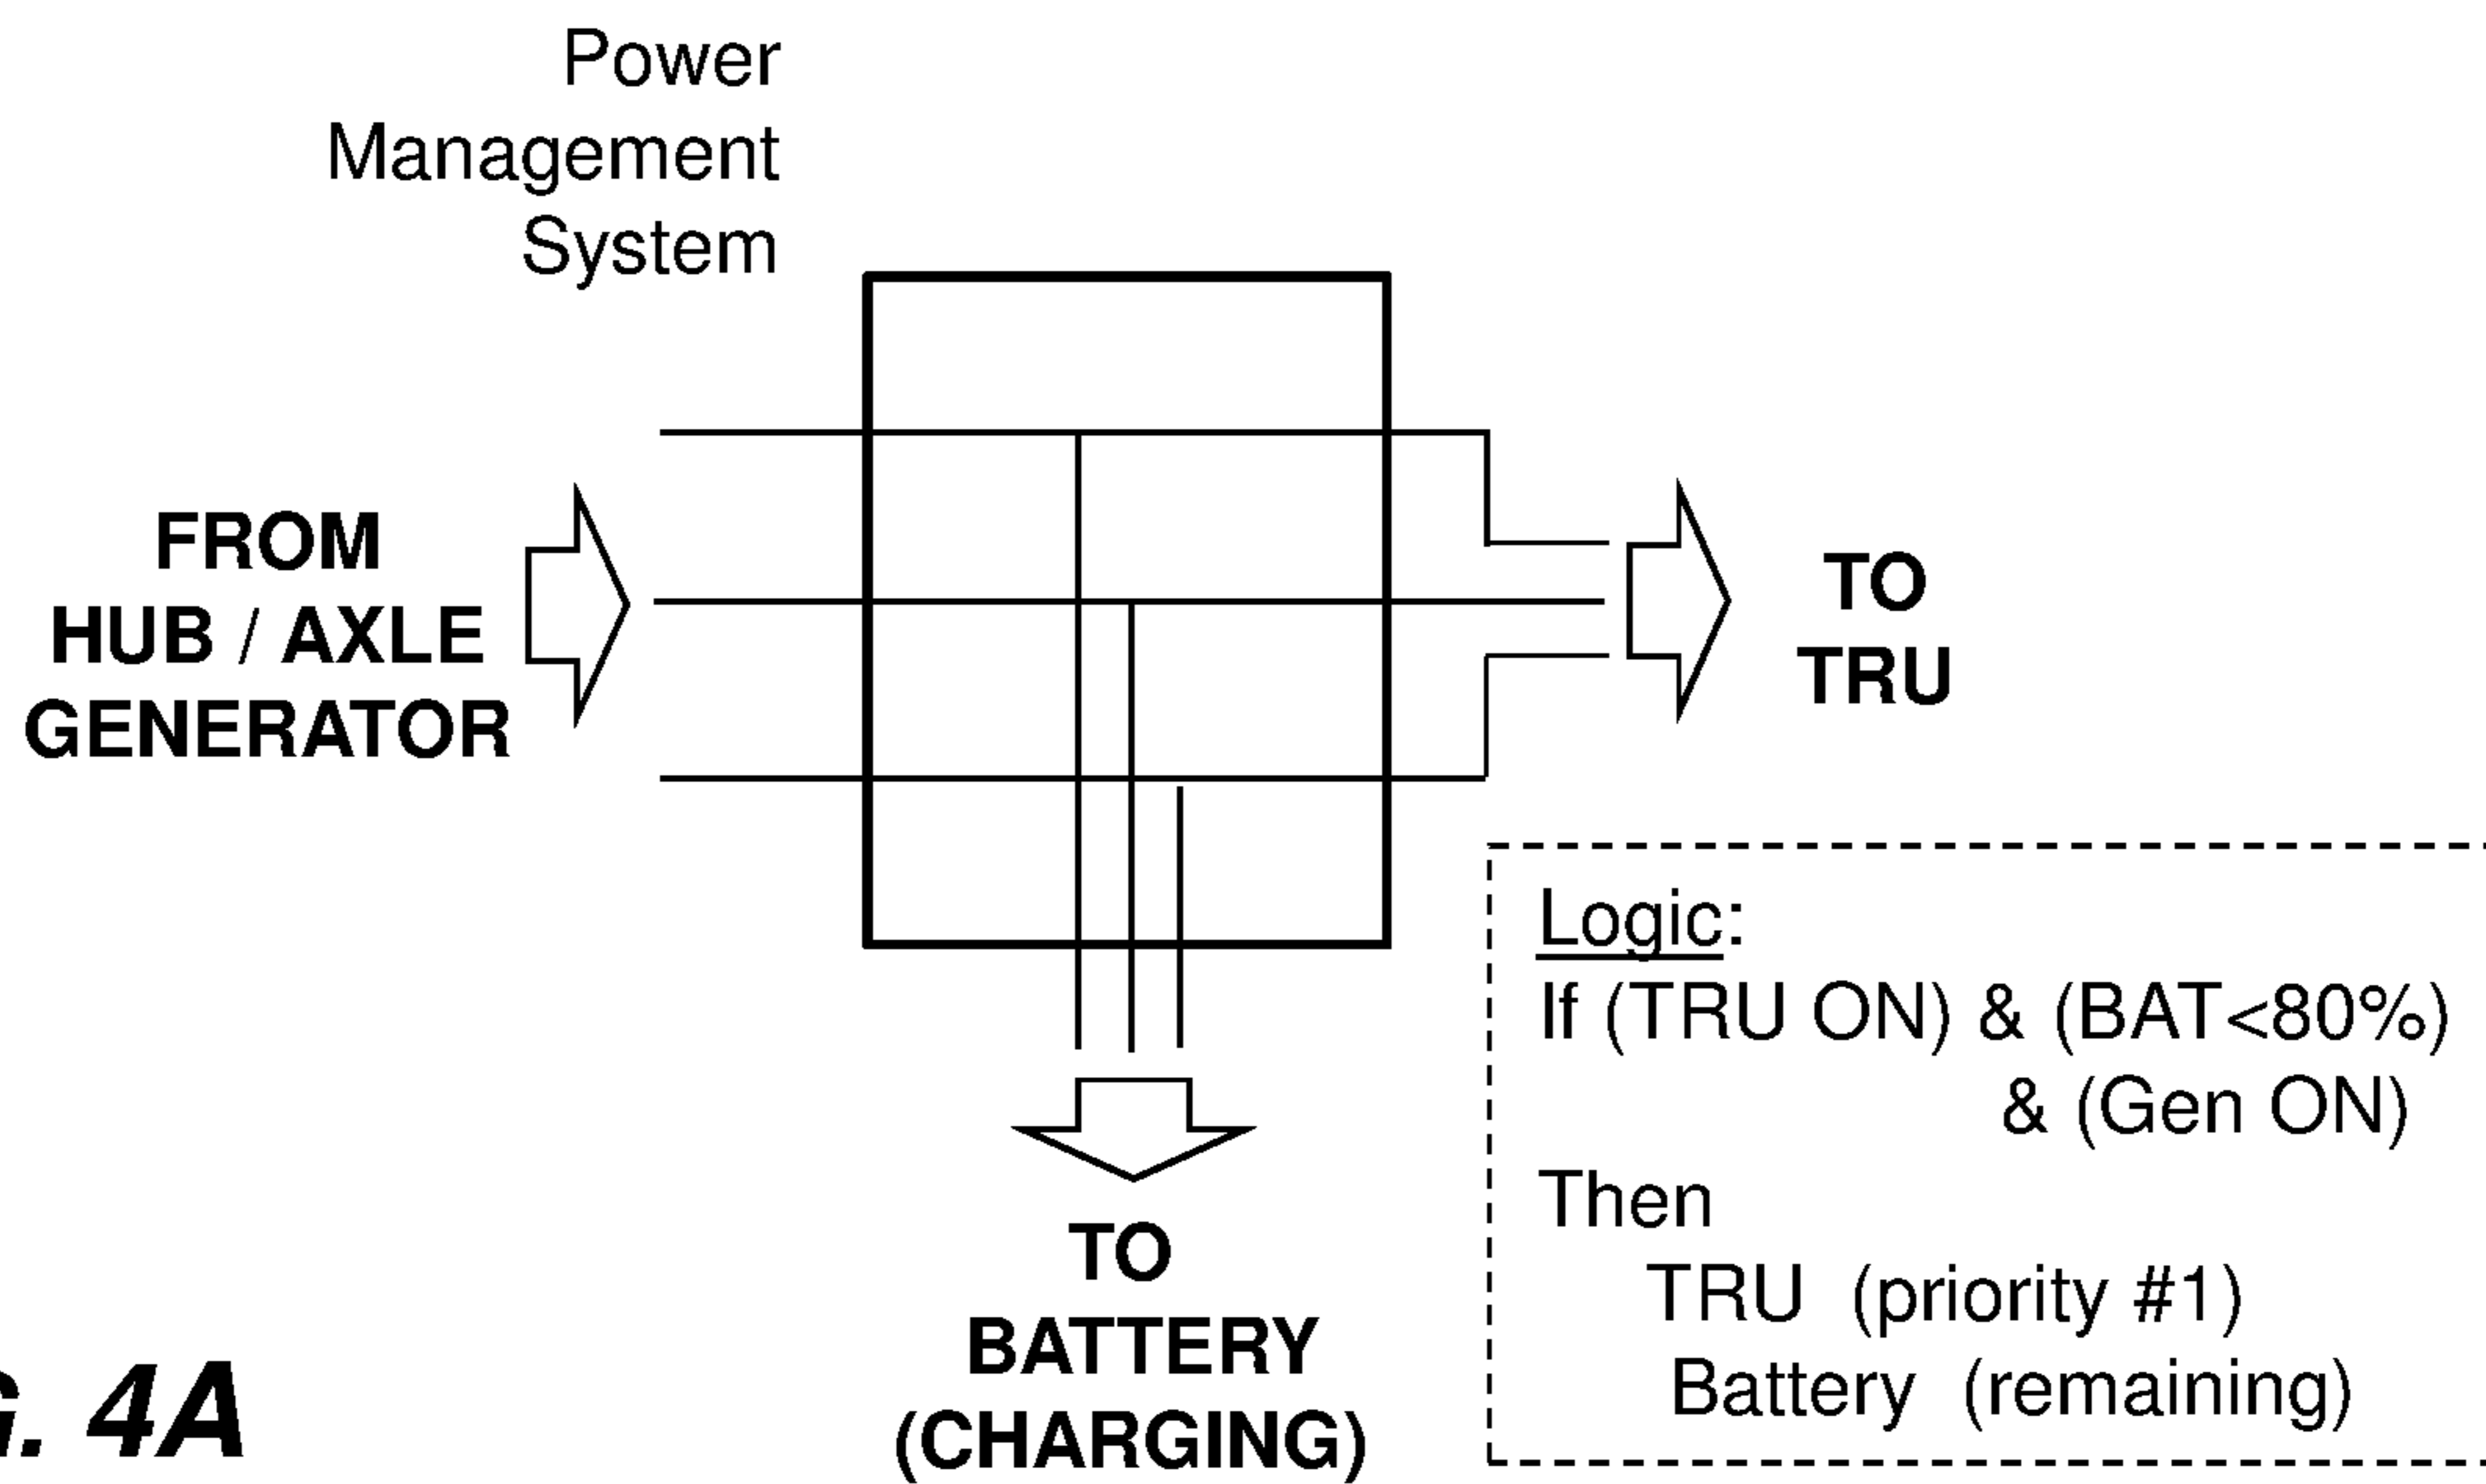 Power
Management
System
FROM
HUB / AXLE
GENERATOR
TO
TRU
Logic:
If (TRU ON) & (BAT<80%)
& (Gen ON)
Then
TRU (priority #1)
Battery (remaining)
TO
BATTERY
(CHARGING)
4A